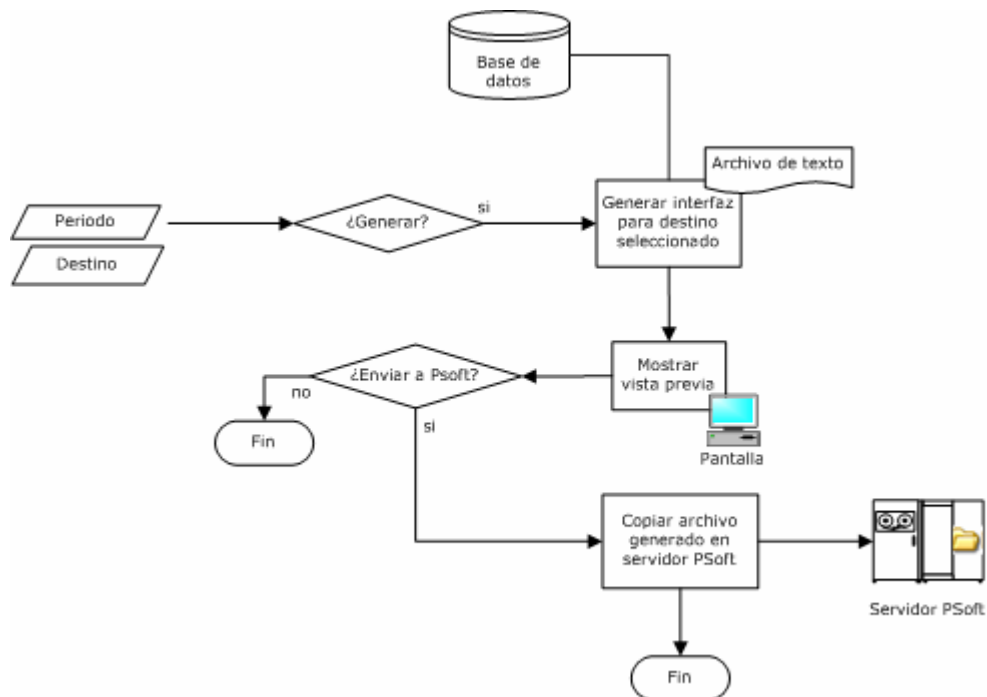 Base de
datos
Archivo de texto
Periodo
Destino
¿Generar?
si
Generar interfaz
para destino
seleccionado
Mostrar
vista previa
Pantalla
¿Enviar a Psoft?
no
si
Fin
Copiar archivo
generado en
servidor PSoft
Servidor PSoft
Fin